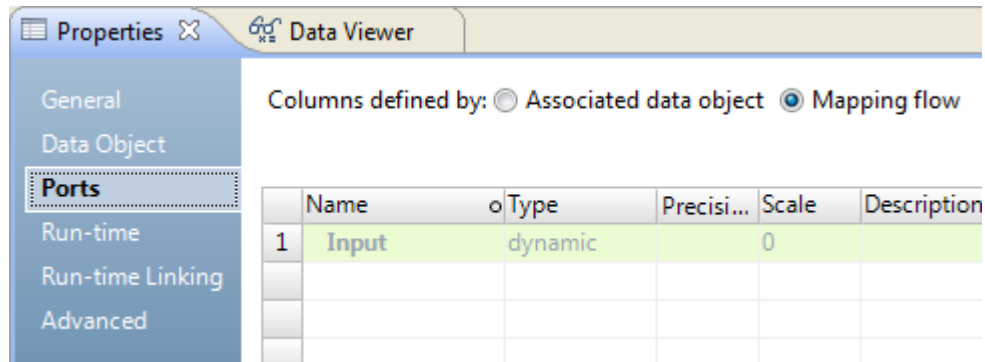 Properties Data Viewer
General
Data Object
Ports
Run-time
Run-time Linking
Advanced
Columns defined by: Associated data object Mapping flow
Name Type Precisi... Scale Description
1 Input dynamic 0